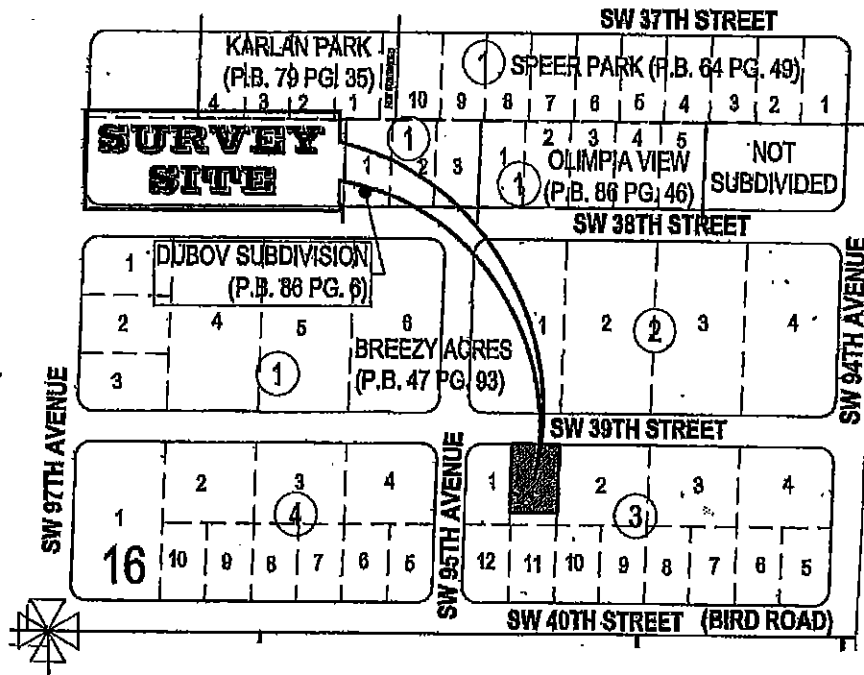 SW 37TH STREET
KARLAN PARK
(P.B. 79 PG. 35)
1 SPEER PARK (P.B. 64 PG. 49)
4 3 2 1 10 9 8 7 6 5 4 3 2 1
SURVEY
SITE
1
1 2 3 1 2 3 4 5
1 OLIMPIA VIEW
(P.B. 86 PG. 46)
NOT
SUBDIVIDED
SW 38TH STREET
DUBOV SUBDIVISION
(P.B. 86 PG. 6)
1
2 4 5 6
3
1
BREEZY ACRES
(P.B. 47 PG. 93)
1 2 2 3 4
SW 94TH AVENUE
SW 97TH AVENUE
SW 39TH STREET
SW 95TH AVENUE
1 2 3 4
4
16 10 9 8 7 6 5
1 2 3 4
3
12 11 10 9 8 7 6 5
SW 40TH STREET (BIRD ROAD)